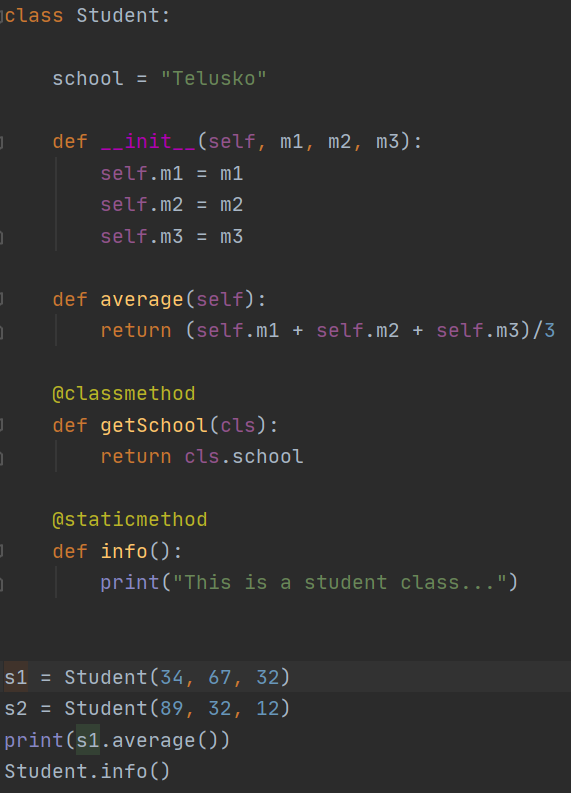 class Student:
    school = "Telusko"
    def __init__(self, m1, m2, m3):
        self.m1 = m1
        self.m2 = m2
        self.m3 = m3
    def average(self):
        return (self.m1 + self.m2 + self.m3)/3
    @classmethod
    def getSchool(cls):
        return cls.school
    @staticmethod
    def info():
        print("This is a student class...")
s1 = Student(34, 67, 32)
s2 = Student(89, 32, 12)
print(s1.average())
Student.info()